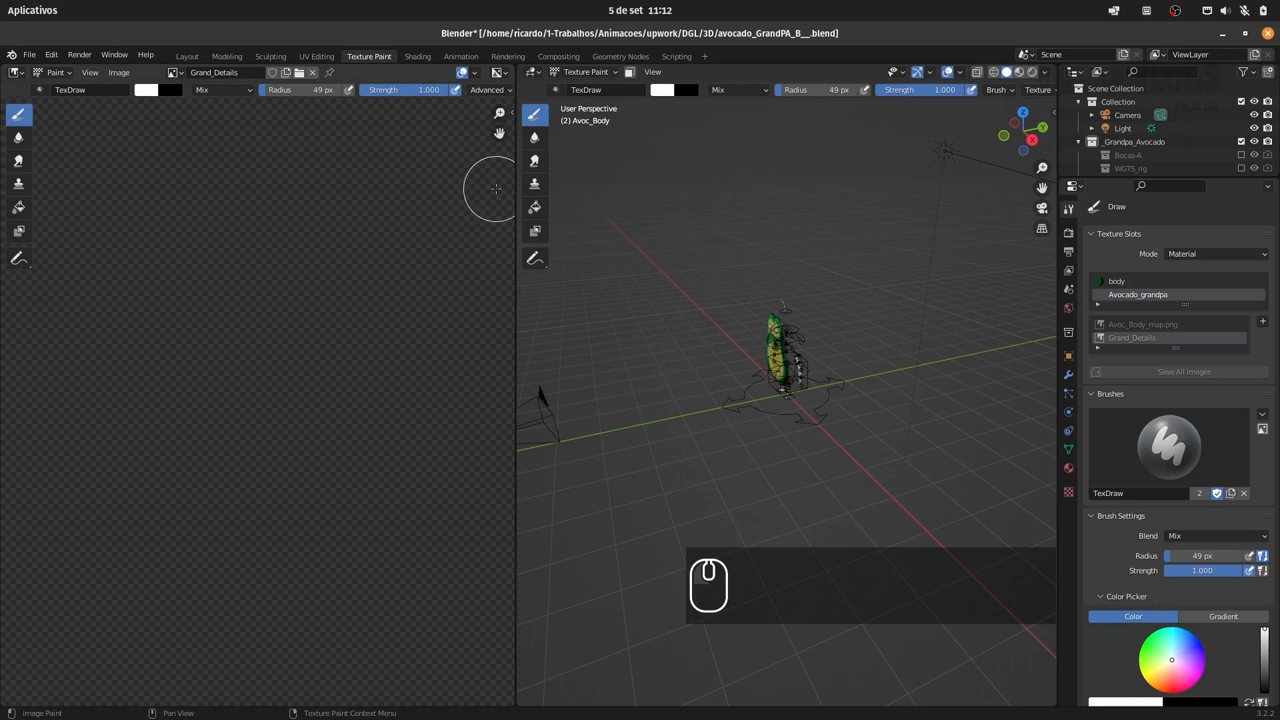 Aplicativos
5 de set 11:12
Blender* [/home/ricardo/1-Trabalhos/Animacoes/upwork/DGL/3D/avocado_GrandPA_B__.blend]
File Edit Render Window Help
Layout Modeling Sculpting UV Editing Texture Paint Shading Animation Rendering Compositing Geometry Nodes Scripting +
Scene
ViewLayer
Paint View Image
Grand_Details
Texture Paint View
TexDraw Mix Radius 49 px Strength 1.000 Advanced
TexDraw Mix Radius 49 px Strength 1.000 Brush Texture
User Perspective
(2) Avoc_Body
Z
Y
X
Scene Collection
Collection
Camera
Light
_Grandpa_Avocado
Bocas-A
WGTS_rig
Draw
Texture Slots
Mode Material
body
Avocado_grandpa
Avoc_Body_map.png
Grand_Details
Save All Images
Brushes
TexDraw 2
Brush Settings
Blend Mix
Radius 49 px
Strength 1.000
Color Picker
Color Gradient
Image Paint
Pan View
Texture Paint Context Menu
3.2.2